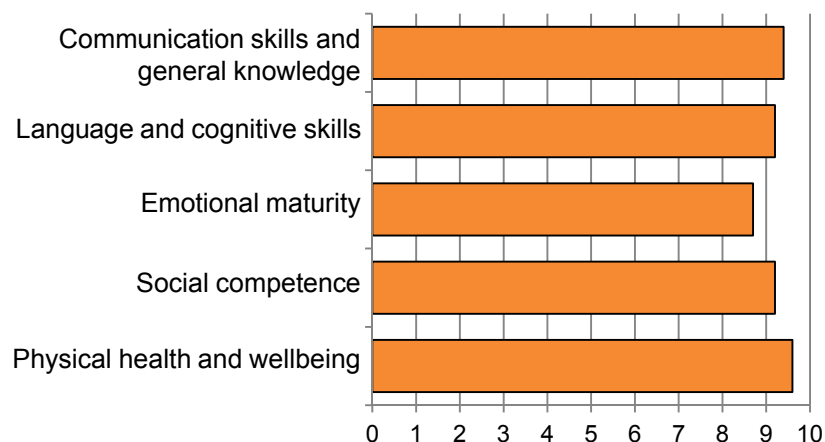 Communication skills and
general knowledge
Language and cognitive skills
Emotional maturity
Social competence
Physical health and wellbeing
0 1 2 3 4 5 6 7 8 9 10